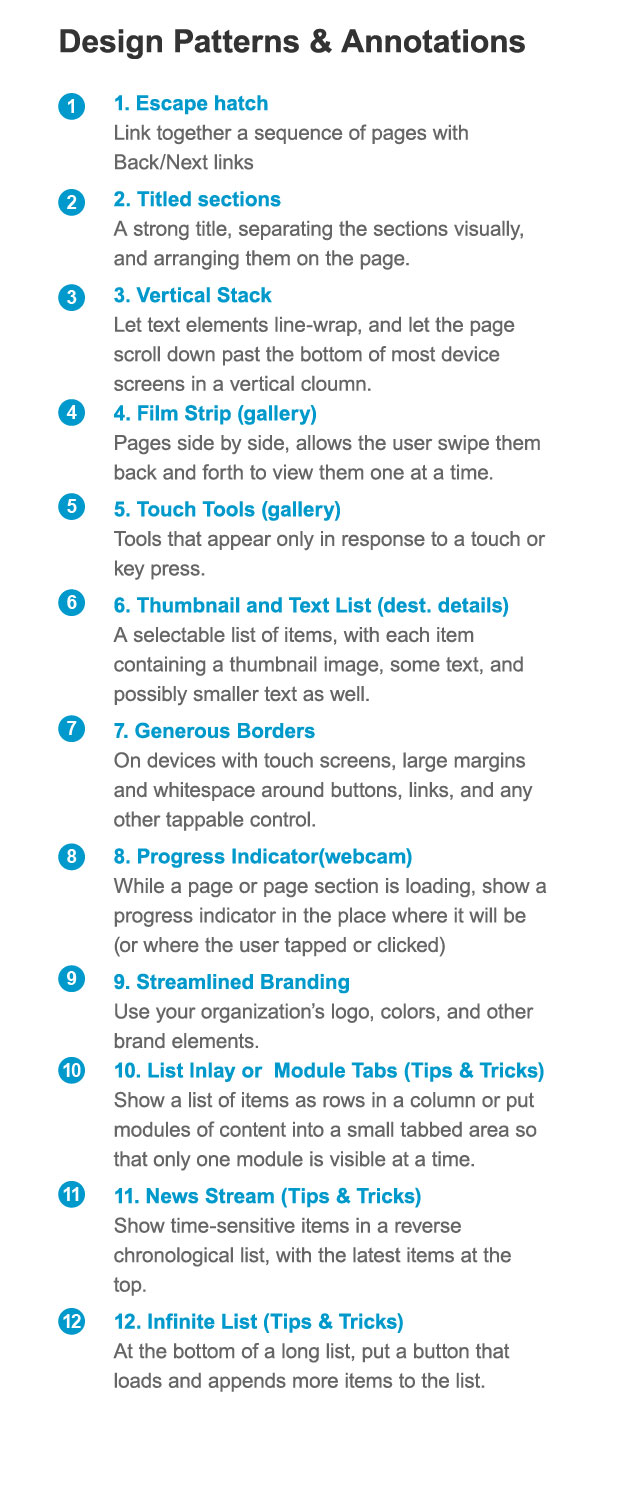 Design Patterns & Annotations
1 1. Escape hatch
Link together a sequence of pages with
Back/Next links
2 2. Titled sections
A strong title, separating the sections visually,
and arranging them on the page.
3 3. Vertical Stack
Let text elements line-wrap, and let the page
scroll down past the bottom of most device
screens in a vertical cloumn.
4 4. Film Strip (gallery)
Pages side by side, allows the user swipe them
back and forth to view them one at a time.
5 5. Touch Tools (gallery)
Tools that appear only in response to a touch or
key press.
6 6. Thumbnail and Text List (dest. details)
A selectable list of items, with each item
containing a thumbnail image, some text, and
possibly smaller text as well.
7 7. Generous Borders
On devices with touch screens, large margins
and whitespace around buttons, links, and any
other tappable control.
8 8. Progress Indicator(webcam)
While a page or page section is loading, show a
progress indicator in the place where it will be
(or where the user tapped or clicked)
9 9. Streamlined Branding
Use your organization’s logo, colors, and other
brand elements.
10 10. List Inlay or  Module Tabs (Tips & Tricks)
Show a list of items as rows in a column or put
modules of content into a small tabbed area so
that only one module is visible at a time.
11 11. News Stream (Tips & Tricks)
Show time-sensitive items in a reverse
chronological list, with the latest items at the
top.
12 12. Infinite List (Tips & Tricks)
At the bottom of a long list, put a button that
loads and appends more items to the list.